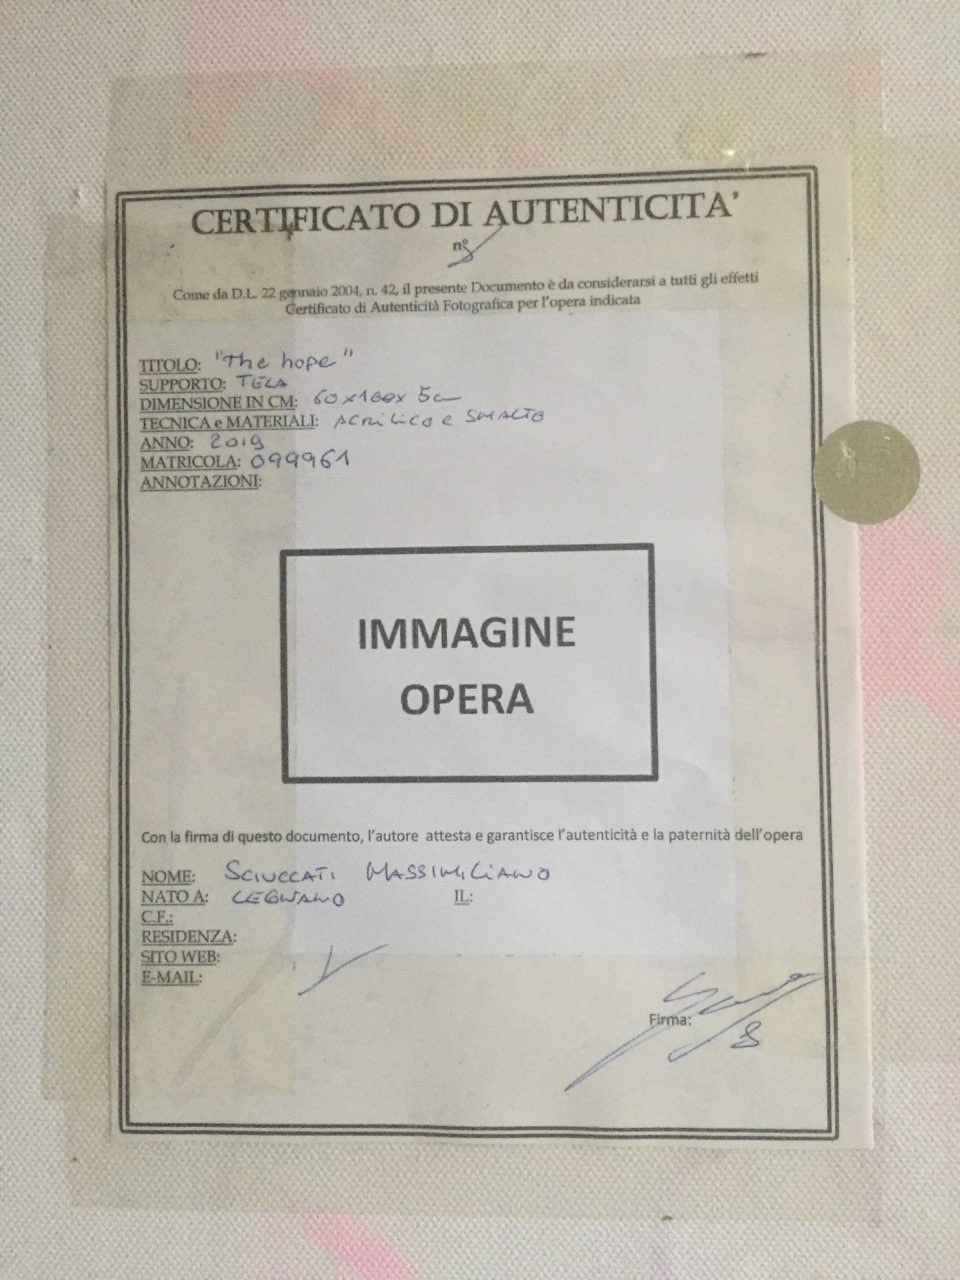 CERTIFICATO DI AUTENTICITA'
n°
Come da D.L. 22 gennaio 2004, n. 42, il presente Documento è da considerarsi a tutti gli effetti
Certificato di Autenticità Fotografica per l'opera indicata
TITOLO: "The hope"
SUPPORTO: TELA
DIMENSIONE IN CM: 60x100x 5cm
TECNICA e MATERIALI: ACRILICO e SMALTO
ANNO: 2019
MATRICOLA: 099961
ANNOTAZIONI:
IMMAGINE
OPERA
Con la firma di questo documento, l'autore attesta e garantisce l'autenticità e la paternità dell'opera
NOME: SCIUCCATI MASSIMILIANO
NATO A: LEGNANO IL:
C.F.:
RESIDENZA:
SITO WEB:
E-MAIL:
Firma: